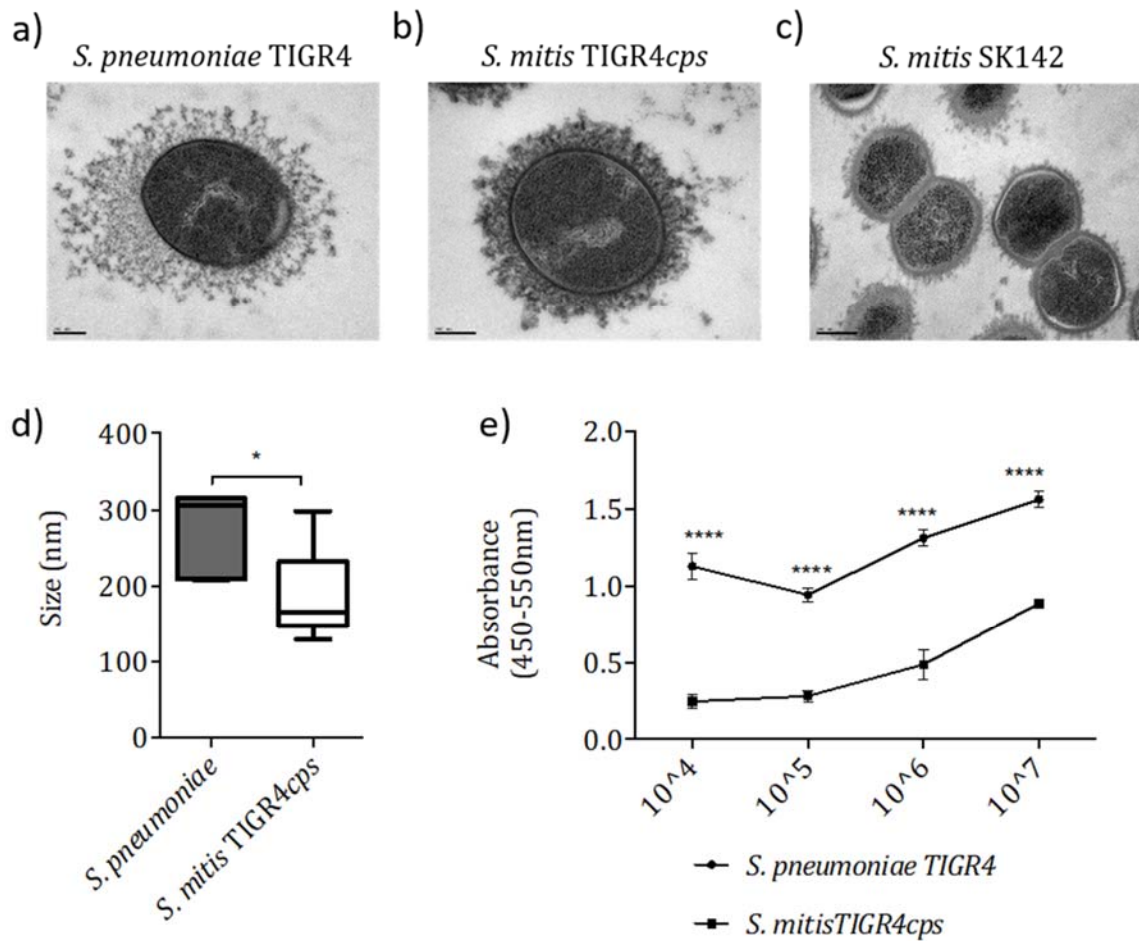 a)
S. pneumoniae TIGR4
b)
S. mitis TIGR4cps
c)
S. mitis SK142
d)
400
300
200
100
0
Size (nm)
*
S. pneumoniae
S. mitis TIGR4cps
e)
2.0
1.5
1.0
0.5
0.0
Absorbance
(450-550nm)
****
****
****
****
10^4
10^5
10^6
10^7
S. pneumoniae TIGR4
S. mitisTIGR4cps